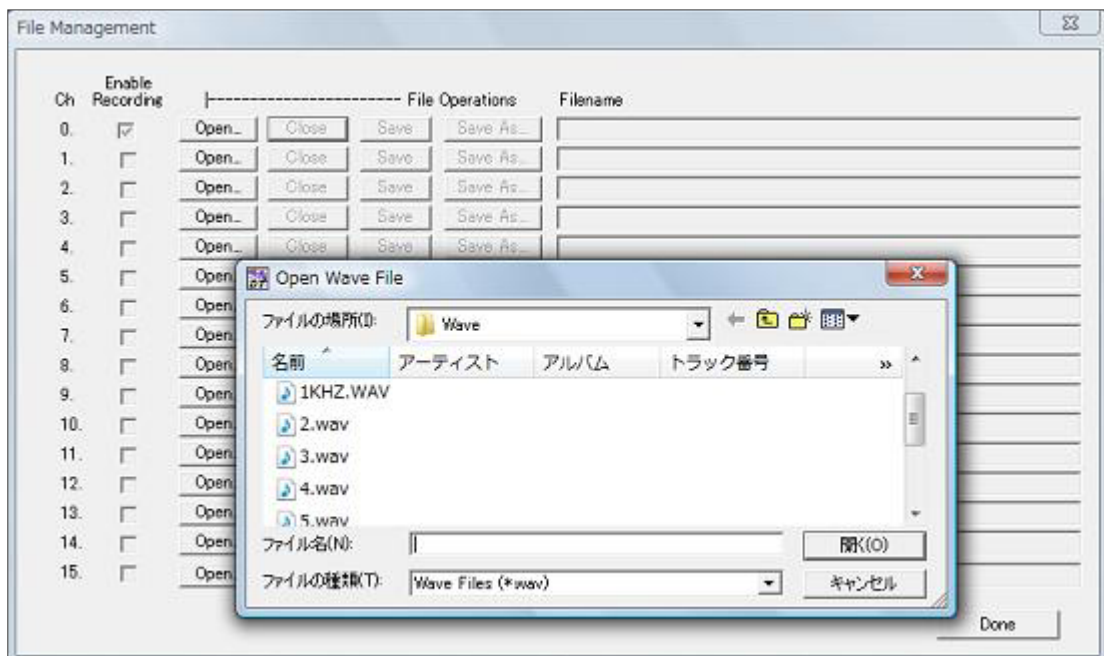 File Management
Enable
Ch Recording |---------------------- File Operations Filename
0. Open... Close Save Save As...
1. Open... Close Save Save As...
2. Open... Close Save Save As...
3. Open... Close Save Save As...
4. Open... Close Save Save As...
5. Open
6. Open
7. Open
8. Open
9. Open
10. Open
11. Open
12. Open
13. Open
14. Open
15. Open
Open Wave File
ファイルの場所(I): Wave
名前 アーティスト アルバム トラック番号 »
1KHZ.WAV
2.wav
3.wav
4.wav
5.wav
ファイル名(N): 開く(O)
ファイルの種類(T): Wave Files (*wav) キャンセル
Done